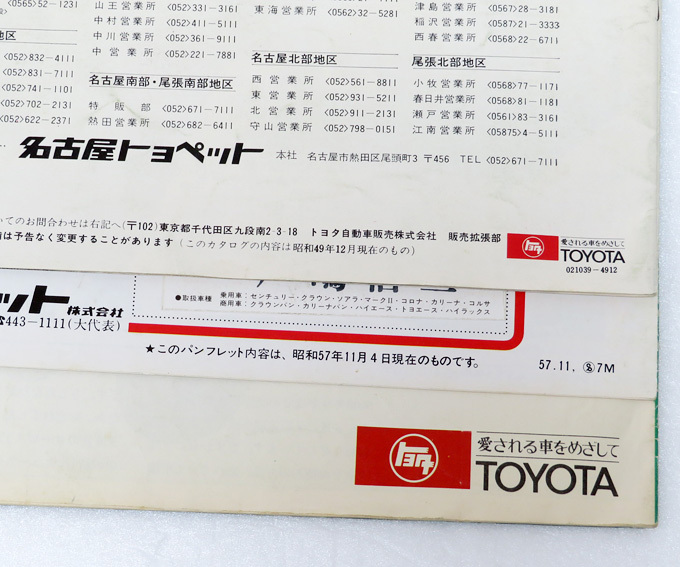 <0565>52-1231
山王営業所 <052>331-3161
中村営業所 <052>411-5111
中川営業所 <052>361-9111
中営業所 <052>221-7881
東海営業所 <0562>32-5281
津島営業所 <0567>28-3181
稲沢営業所 <0587>21-3333
西春営業所 <0568>22-6711
地区
<052>832-4111
<052>831-7111
<052>741-1101
<052>702-2131
<052>622-2371
名古屋南部・尾張南部地区
特販部 <052>671-7111
熱田営業所 <052>682-6411
名古屋北部地区
西営業所 <052>561-8811
東営業所 <052>931-5211
北営業所 <052>911-2131
守山営業所 <052>798-0151
尾張北部地区
小牧営業所 <0568>77-1171
春日井営業所 <0568>81-1181
瀬戸営業所 <0561>83-3161
江南営業所 <05875>4-5111
名古屋トヨペット 本社 名古屋市熱田区尾頭町3 〒456 TEL<052>671-7111
いてのお問合わせは右記へ(〒102)東京都千代田区九段南2-3-18 トヨタ自動車販売株式会社 販売拡張部
は予告なく変更することがあります(このカタログの内容は昭和49年12月現在のもの)
トヨタ
愛される車をめざして
TOYOTA
021039-4912
ット株式会社
☎443-1111(大代表)
●取扱車種 乗用車:センチュリー・クラウン・ソアラ・マークII・コロナ・カリーナ・コルサ
商用車:クラウンバン・カリーナバン・ハイエース・トヨエース・ハイラックス
★このパンフレット内容は、昭和57年11月4日現在のものです。
57.11,
7M
トヨタ
愛される車をめざして
TOYOTA